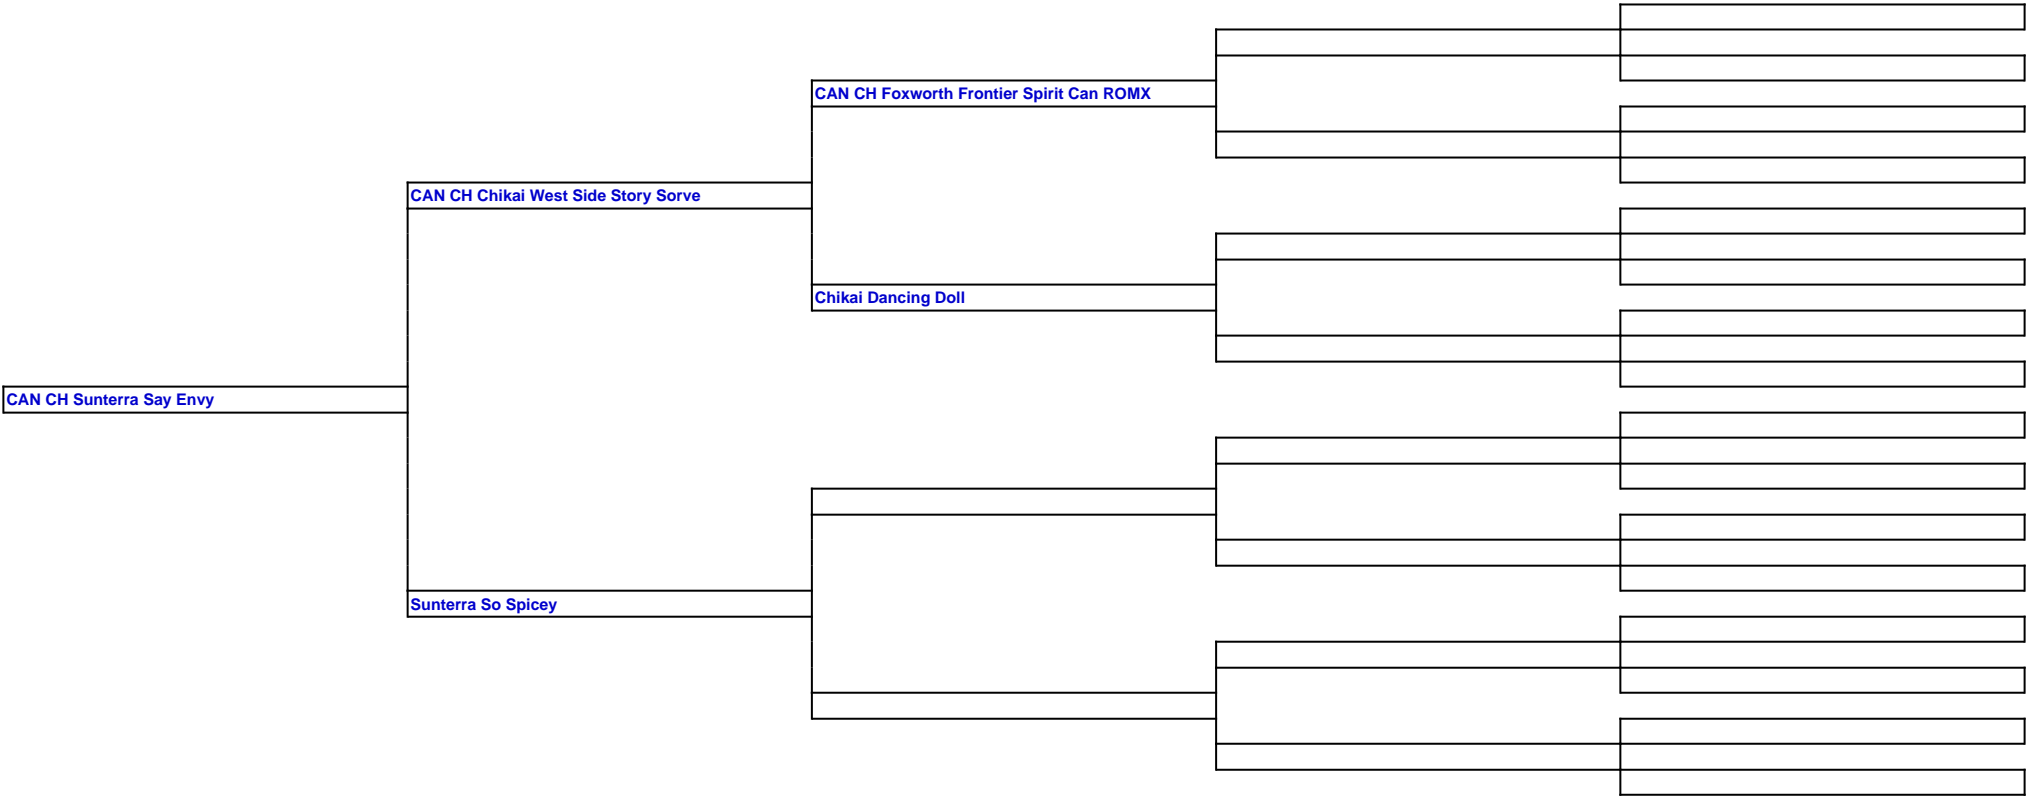 CAN CH Foxworth Frontier Spirit Can ROMX
CAN CH Chikai West Side Story Sorve
Chikai Dancing Doll
CAN CH Sunterra Say Envy
Sunterra So Spicey